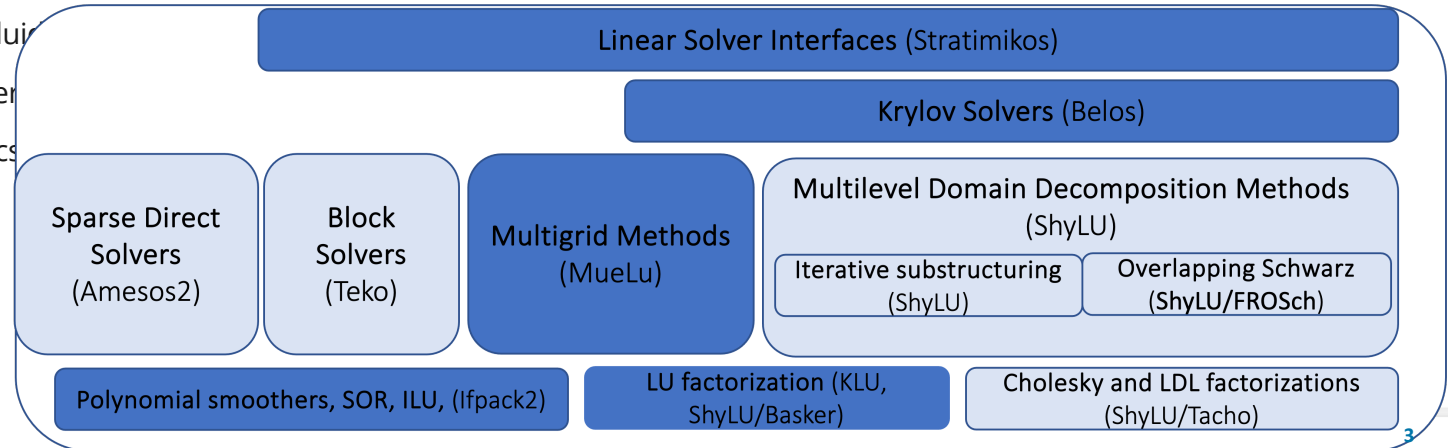 Linear Solver Interfaces (Stratimikos)
Krylov Solvers (Belos)
Sparse Direct
Solvers
(Amesos2)
Block
Solvers
(Teko)
Multigrid Methods
(MueLu)
Multilevel Domain Decomposition Methods
(ShyLU)
Iterative substructuring
(ShyLU)
Overlapping Schwarz
(ShyLU/FROSch)
Polynomial smoothers, SOR, ILU, (Ifpack2)
LU factorization (KLU,
ShyLU/Basker)
Cholesky and LDL factorizations
(ShyLU/Tacho)
3